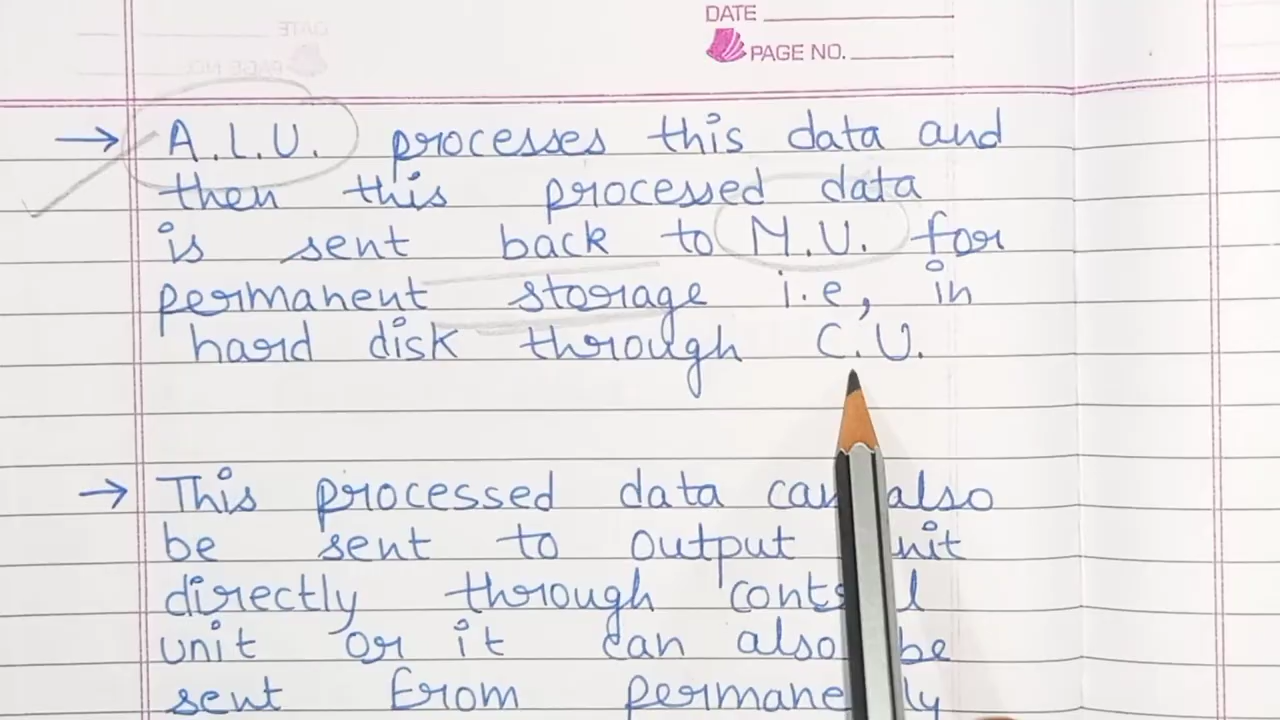 DATE
PAGE NO.
→ A.L.U. processes this data and
then this processed data
is sent back to M.U. for
permanent storage i.e, in
hard disk through C.U.
→ This processed data can also
be sent to output unit
directly through control
unit or it can also be
sent from